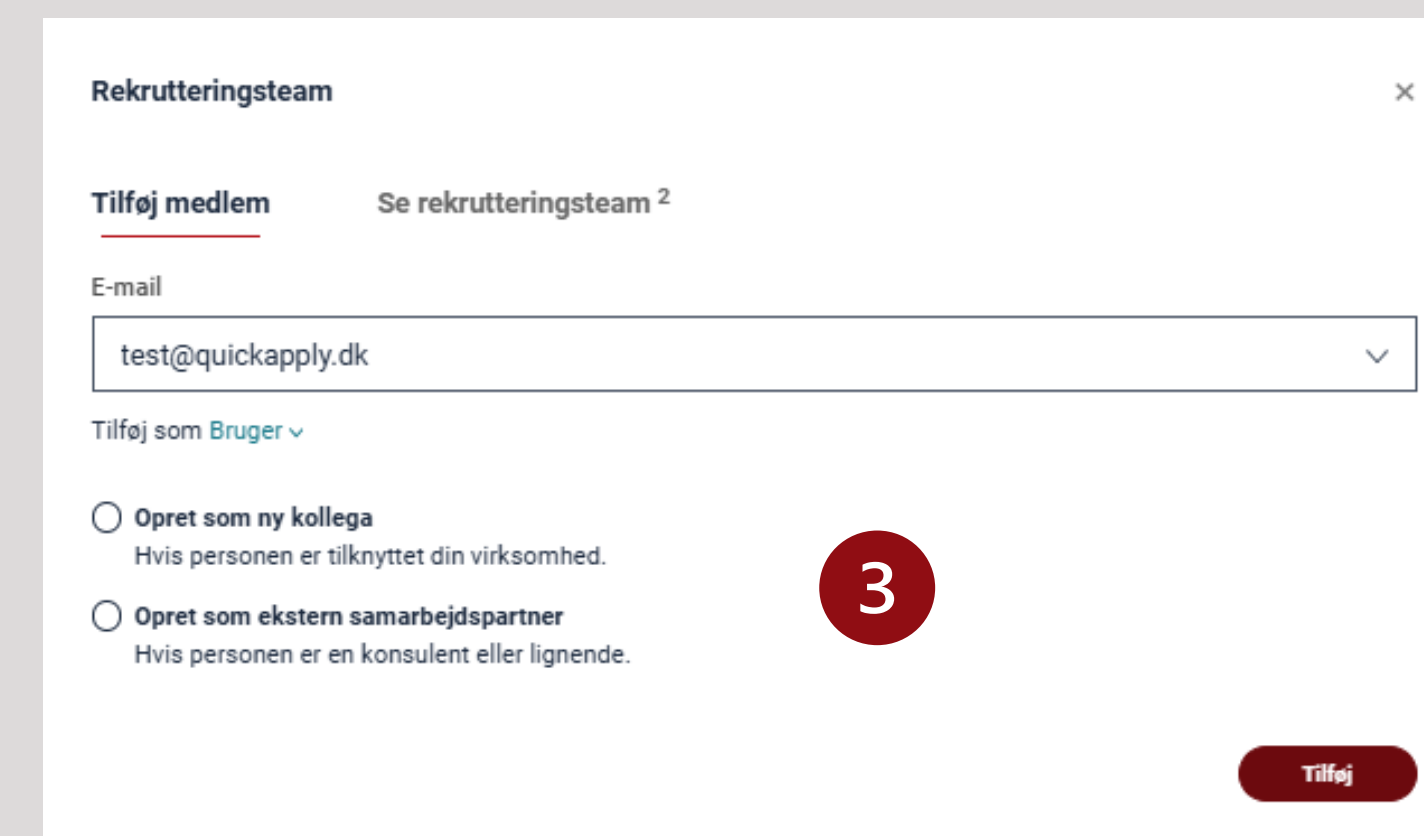 Rekrutteringsteam
Tilføj medlem
Se rekrutteringsteam 2
E-mail
test@quickapply.dk
Tilføj som Bruger
Opret som ny kollega
Hvis personen er tilknyttet din virksomhed.
3
Opret som ekstern samarbejdspartner
Hvis personen er en konsulent eller lignende.
Tilføj